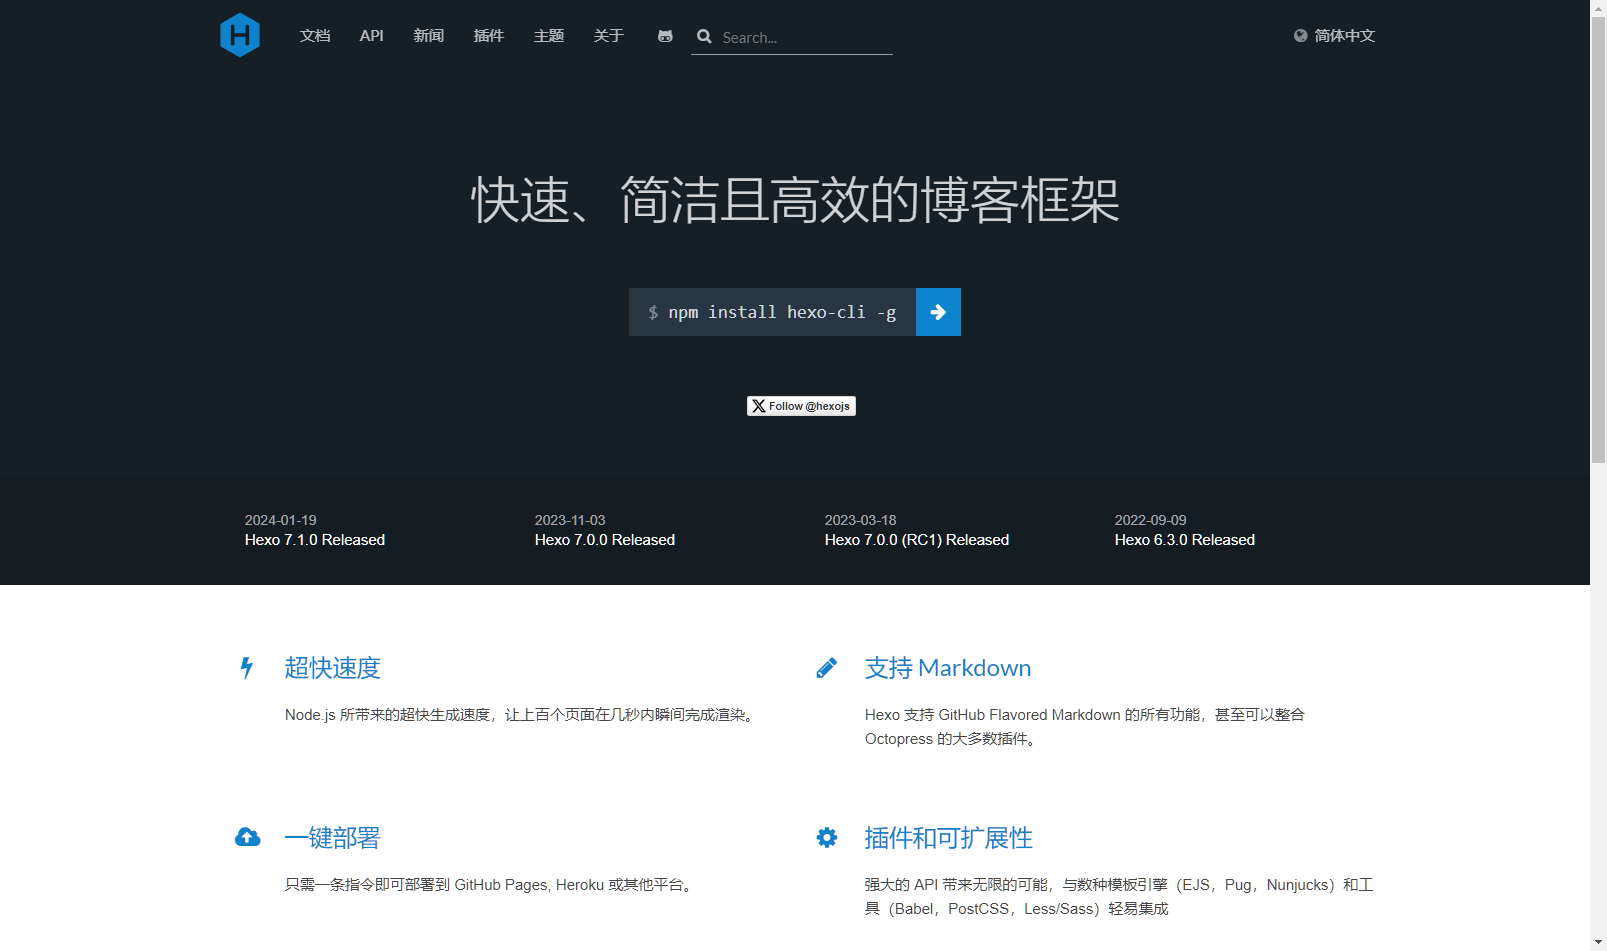 H 文档 API 新闻 插件 主题 关于 Search... 简体中文
快速、简洁且高效的博客框架
$ npm install hexo-cli -g
Follow @hexojs
2024-01-19 2023-11-03 2023-03-18 2022-09-09
Hexo 7.1.0 Released Hexo 7.0.0 Released Hexo 7.0.0 (RC1) Released Hexo 6.3.0 Released
超快速度
Node.js 所带来的超快生成速度，让上百个页面在几秒内瞬间完成渲染。
支持 Markdown
Hexo 支持 GitHub Flavored Markdown 的所有功能，甚至可以整合
Octopress 的大多数插件。
一键部署
只需一条指令即可部署到 GitHub Pages, Heroku 或其他平台。
插件和可扩展性
强大的 API 带来无限的可能，与数种模板引擎（EJS，Pug，Nunjucks）和工
具（Babel，PostCSS，Less/Sass）轻易集成